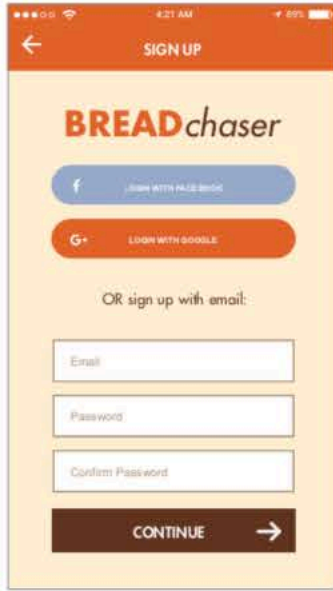 4:21 AM 89%
SIGN UP
BREADchaser
f LOGIN WITH FACEBOOK
G+ LOGIN WITH GOOGLE
OR sign up with email:
Email
Password
Confirm Password
CONTINUE